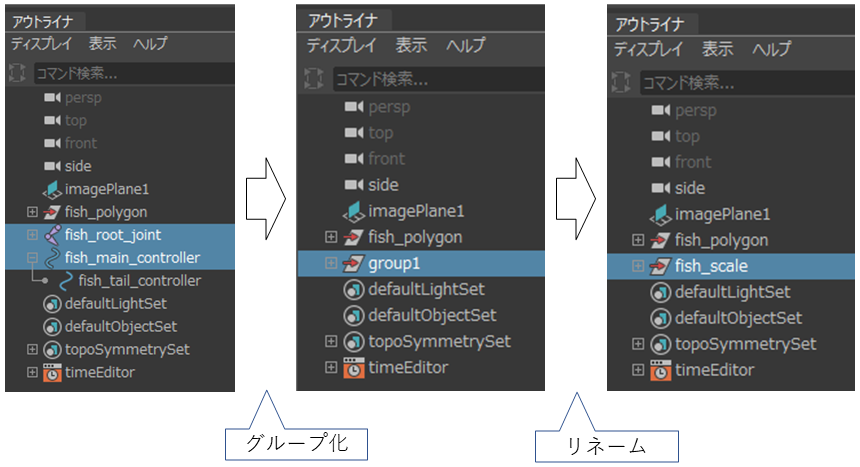 アウトライナ
ディスプレイ 表示 ヘルプ
コマンド検索...
persp
top
front
side
imagePlane1
fish_polygon
fish_root_joint
fish_main_controller
fish_tail_controller
defaultLightSet
defaultObjectSet
topoSymmetrySet
timeEditor
アウトライナ
ディスプレイ 表示 ヘルプ
コマンド検索...
persp
top
front
side
imagePlane1
fish_polygon
group1
defaultLightSet
defaultObjectSet
topoSymmetrySet
timeEditor
アウトライナ
ディスプレイ 表示 ヘルプ
コマンド検索...
persp
top
front
side
imagePlane1
fish_polygon
fish_scale
defaultLightSet
defaultObjectSet
topoSymmetrySet
timeEditor
グループ化
リネーム